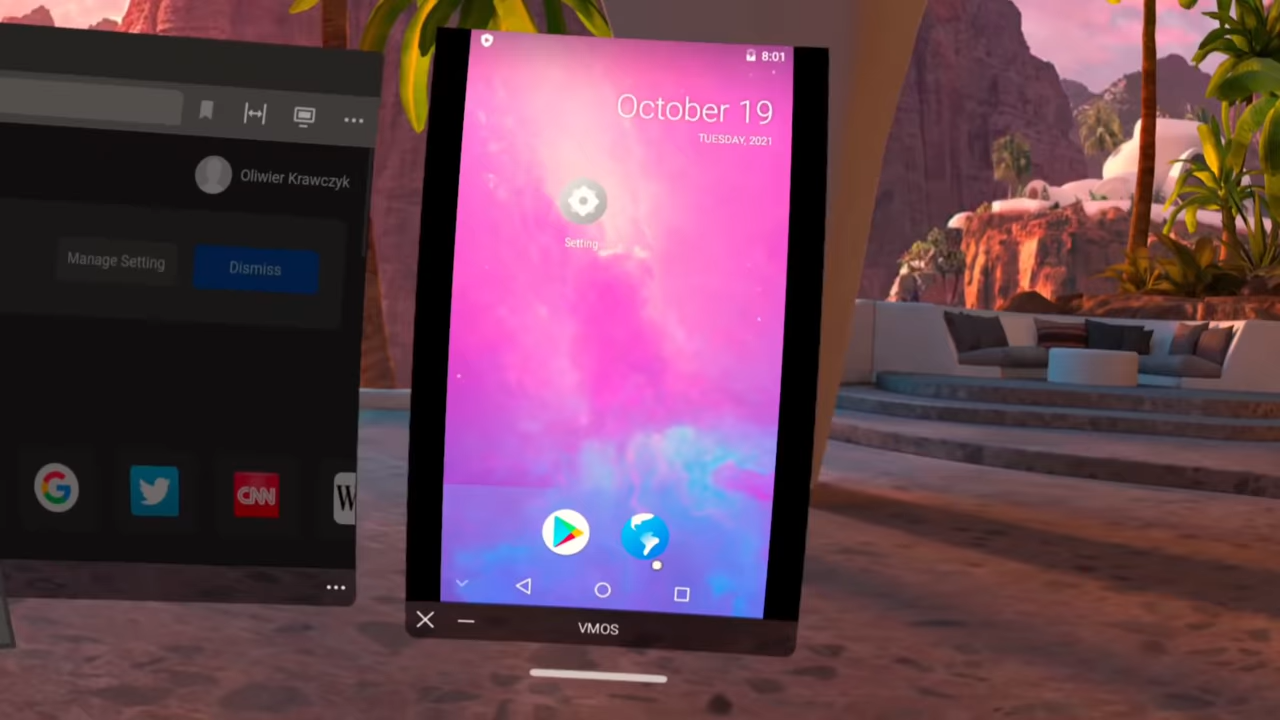 Oliwier Krawczyk
Manage Setting
Dismiss
CNN
W
8:01
October 19
TUESDAY, 2021
Setting
VMOS